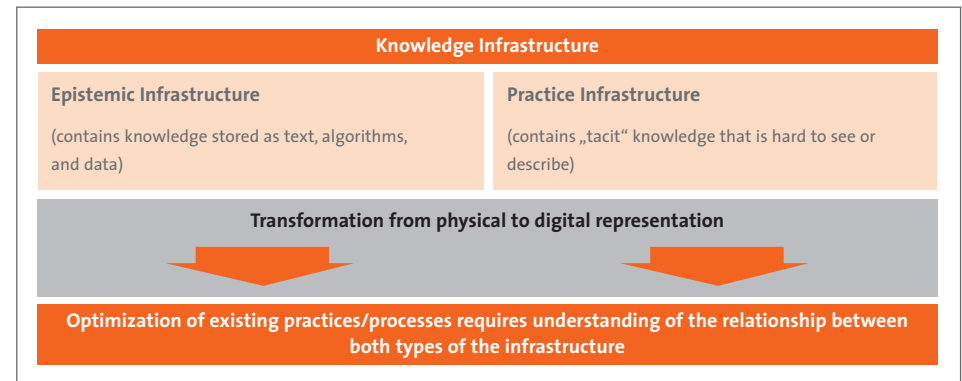 Knowledge Infrastructure
Epistemic Infrastructure
(contains knowledge stored as text, algorithms,
and data)
Practice Infrastructure
(contains „tacit“ knowledge that is hard to see or
describe)
Transformation from physical to digital representation
Optimization of existing practices/processes requires understanding of the relationship between
both types of the infrastructure